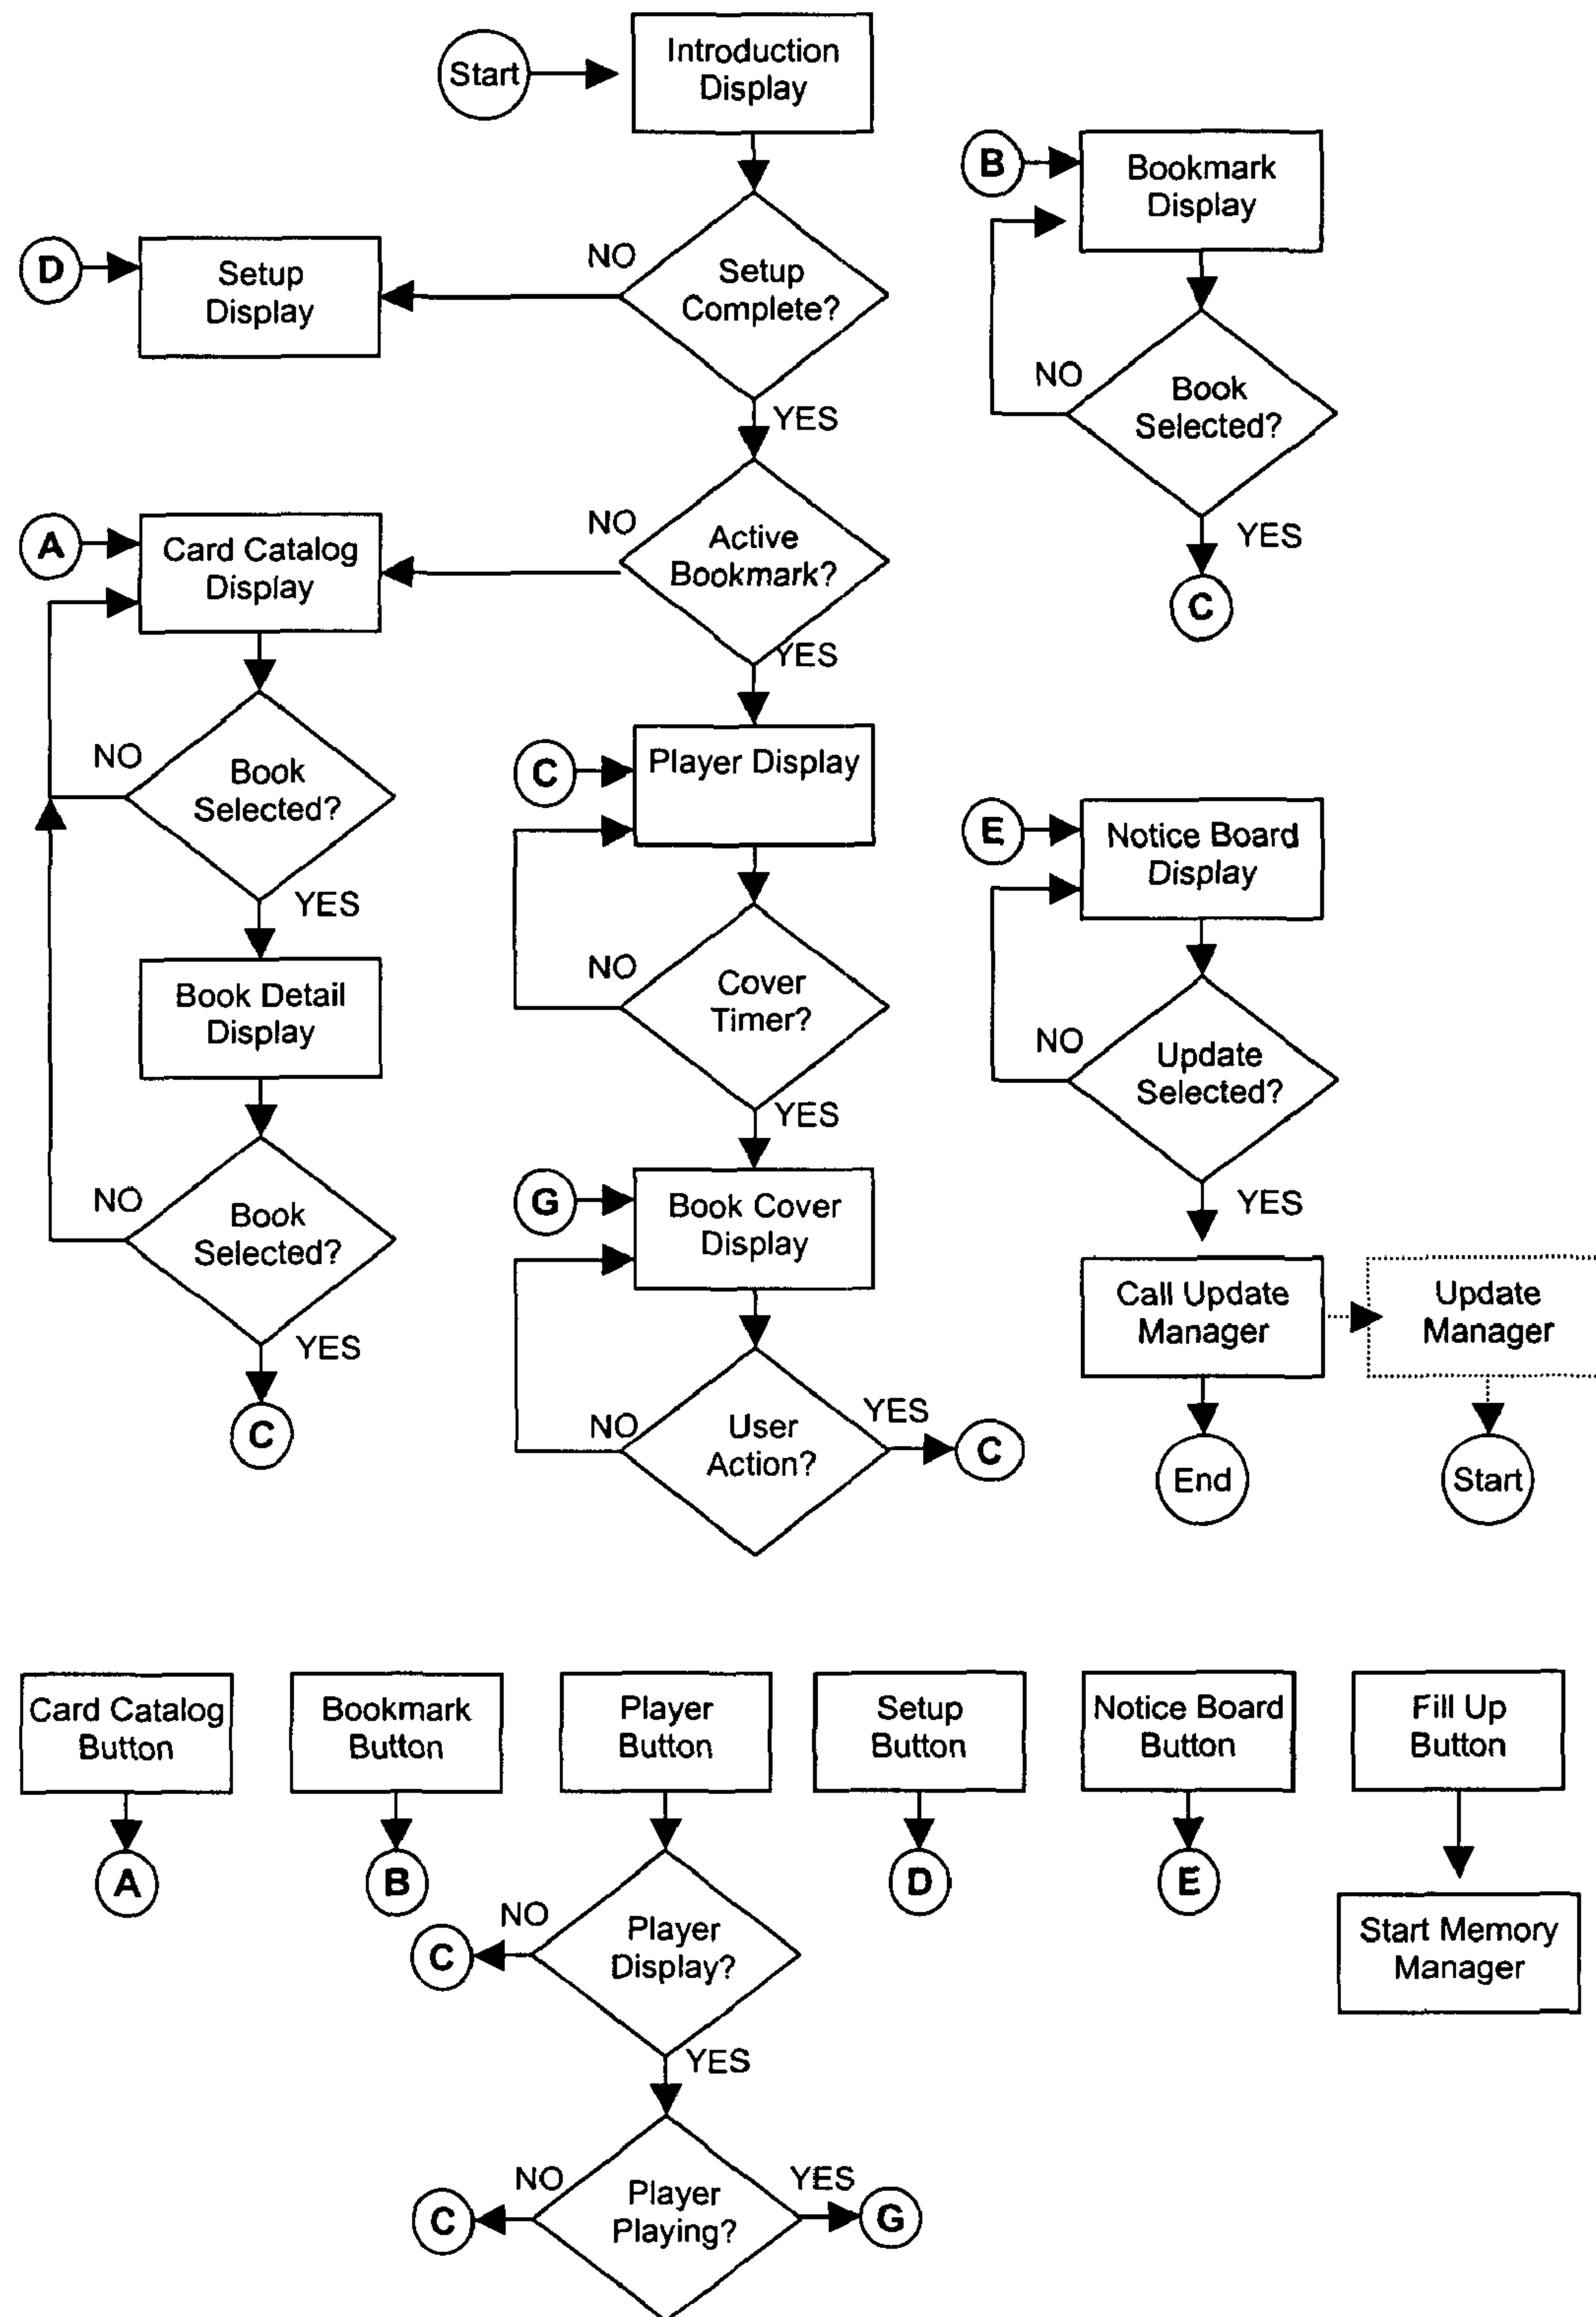 Start
Introduction
Display
B
Bookmark
Display
D
Setup
Display
NO
Setup
Complete?
YES
NO
Book
Selected?
YES
C
A
Card Catalog
Display
NO
Active
Bookmark?
YES
NO
Book
Selected?
YES
Book Detail
Display
NO
Book
Selected?
YES
C
C
Player Display
NO
Cover
Timer?
YES
G
Book Cover
Display
NO
User
Action?
YES
C
E
Notice Board
Display
NO
Update
Selected?
YES
Call Update
Manager
Update
Manager
End
Start
Card Catalog
Button
A
Bookmark
Button
B
Player
Button
NO
C
Player
Display?
YES
NO
C
Player
Playing?
YES
G
Setup
Button
D
Notice Board
Button
E
Fill Up
Button
Start Memory
Manager